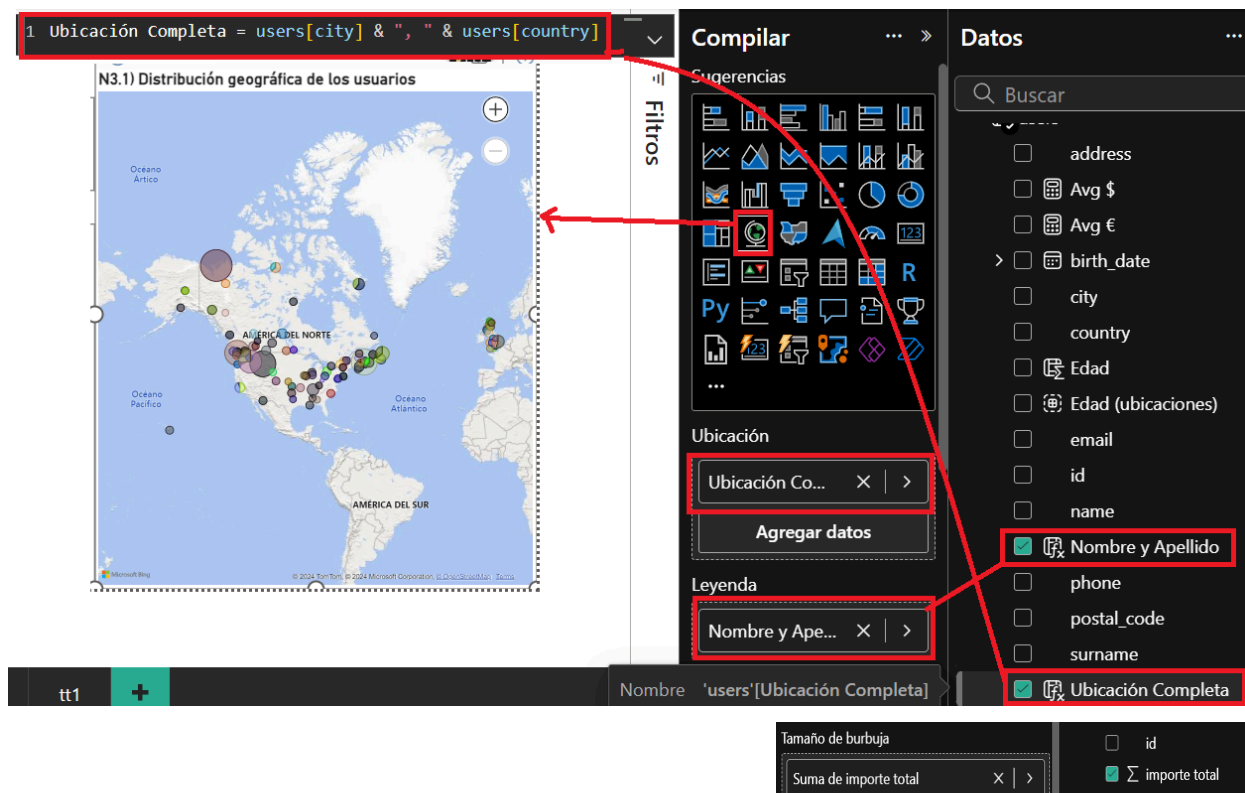 1 Ubicación Completa = users[city] & ", " & users[country]
N3.1) Distribución geográfica de los usuarios
Océano
Ártico
AMÉRICA DEL NORTE
Océano
Pacífico
Océano
Atlántico
AMÉRICA DEL SUR
Microsoft Bing
© 2024 TomTom, © 2024 Microsoft Corporation, © OpenStreetMap Terms
Filtros
tt1
+
Compilar
Sugerencias
123
R
Py
123
Ubicación
Ubicación Co...
Agregar datos
Leyenda
Nombre y Ape...
Nombre 'users'[Ubicación Completa]
Datos
Buscar
users
address
Avg $
Avg €
birth_date
city
country
Edad
Edad (ubicaciones)
email
id
name
Nombre y Apellido
phone
postal_code
surname
Ubicación Completa
Tamaño de burbuja
Suma de importe total
id
Σ importe total